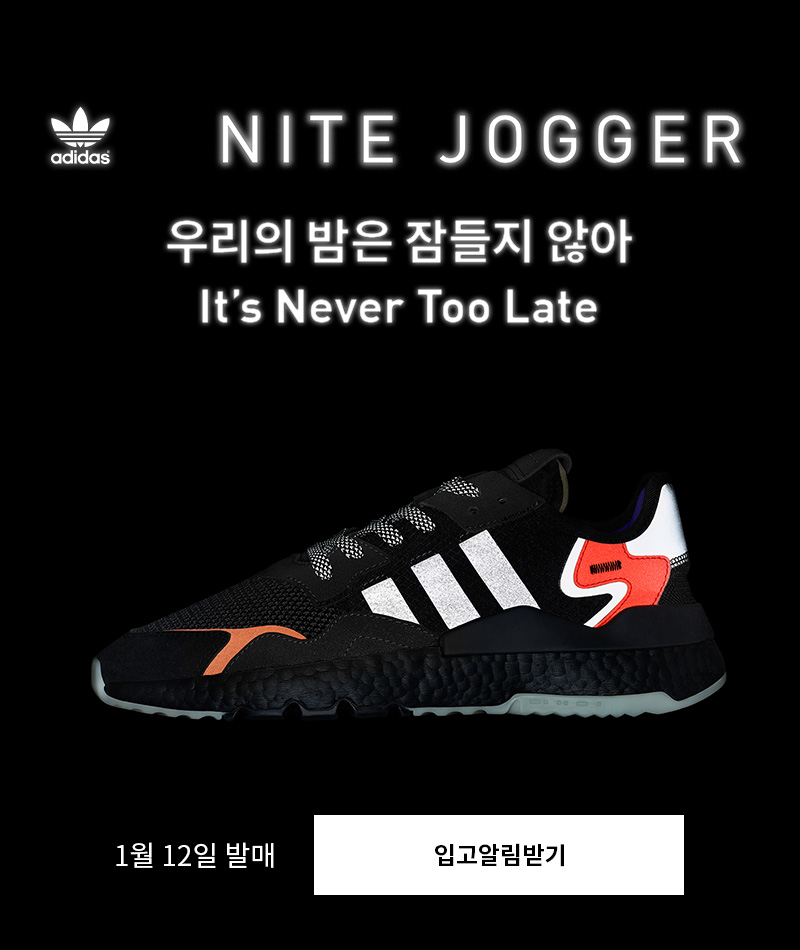 adidas
NITE JOGGER
우리의 밤은 잠들지 않아
It’s Never Too Late
1월 12일 발매
입고알림받기